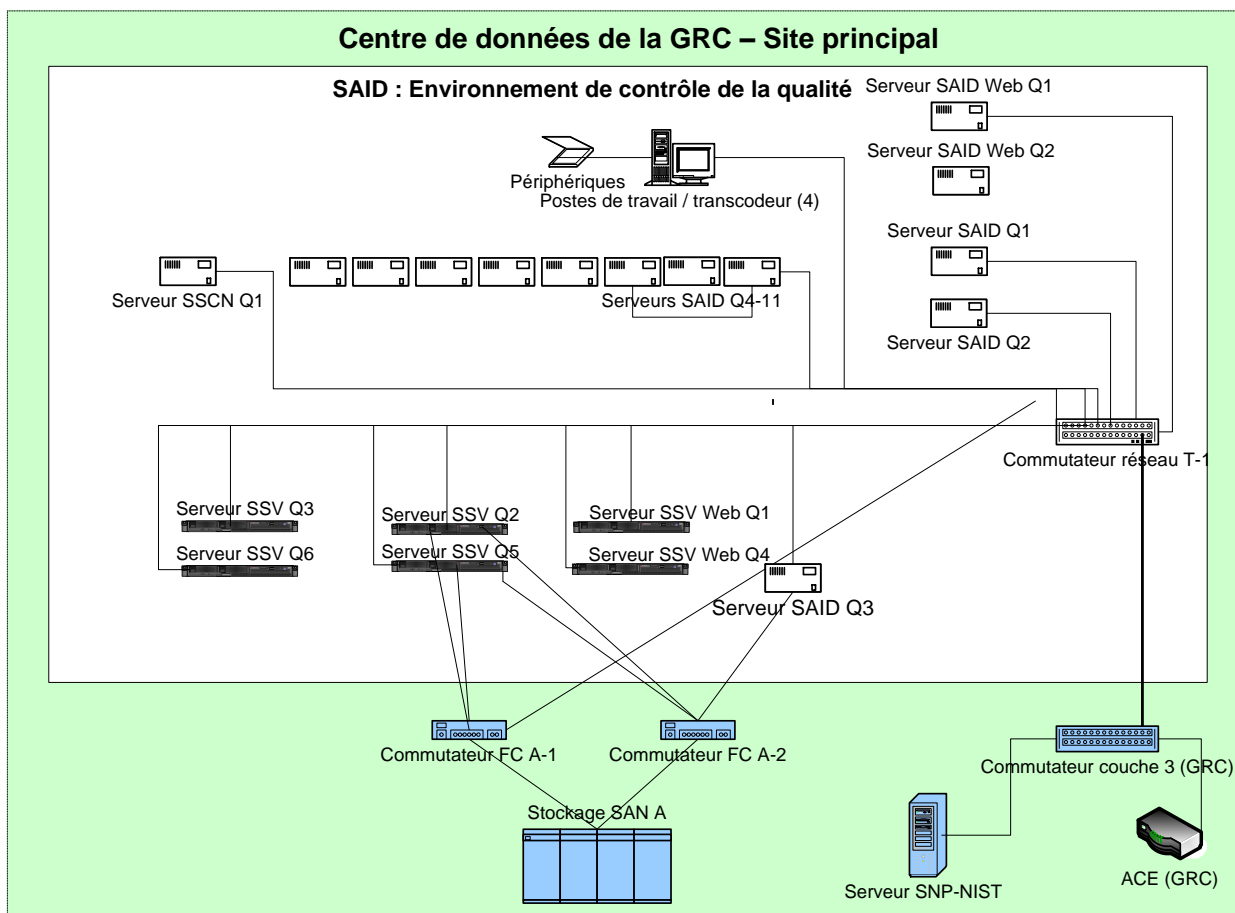 Centre de données de la GRC – Site principal
SAID : Environnement de contrôle de la qualité
Serveur SAID Web Q1
Serveur SAID Web Q2
Périphériques
Postes de travail / transcodeur (4)
Serveur SAID Q1
Serveur SSCN Q1
Serveurs SAID Q4-11
Serveur SAID Q2
Commutateur réseau T-1
Serveur SSV Q3
Serveur SSV Q2
Serveur SSV Web Q1
Serveur SSV Q6
Serveur SSV Q5
Serveur SSV Web Q4
Serveur SAID Q3
Commutateur FC A-1
Commutateur FC A-2
Commutateur couche 3 (GRC)
Stockage SAN A
Serveur SNP-NIST
ACE (GRC)